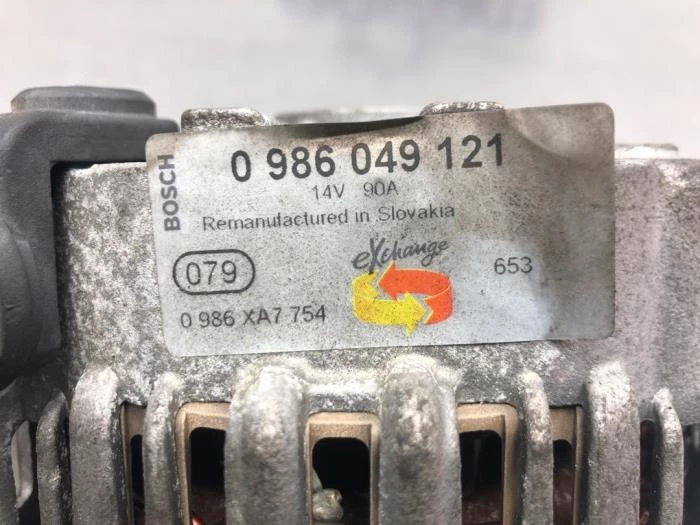 BOSCH
0 986 049 121
14V 90A
Remanufactured in Slovakia
eXchange
079
653
0 986 XA7 754